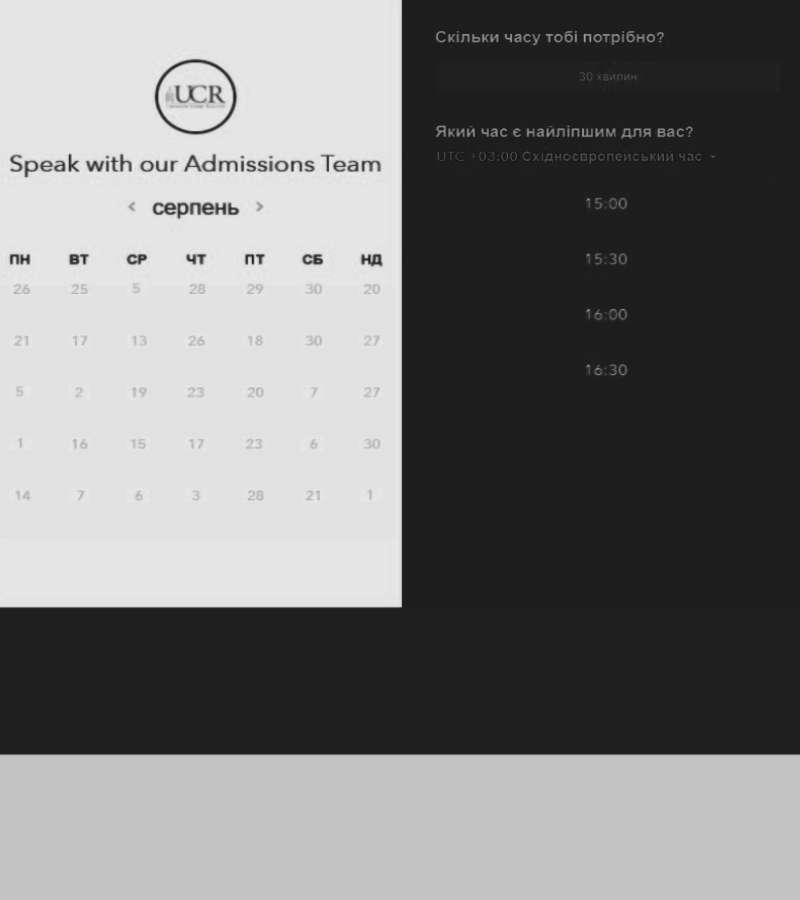 UCR
Speak with our Admissions Team
< серпень >
ПН ВТ СР ЧТ ПТ СБ НД
26 25 5 28 29 30 20
21 17 13 26 18 30 27
5 2 19 23 20 7 27
1 16 15 17 23 6 30
14 7 6 3 28 21 1
Скільки часу тобі потрібно?
30 хвилин
Який час є найліпшим для вас?
UTC +03:00 Східноєвропейський час
15:00
15:30
16:00
16:30